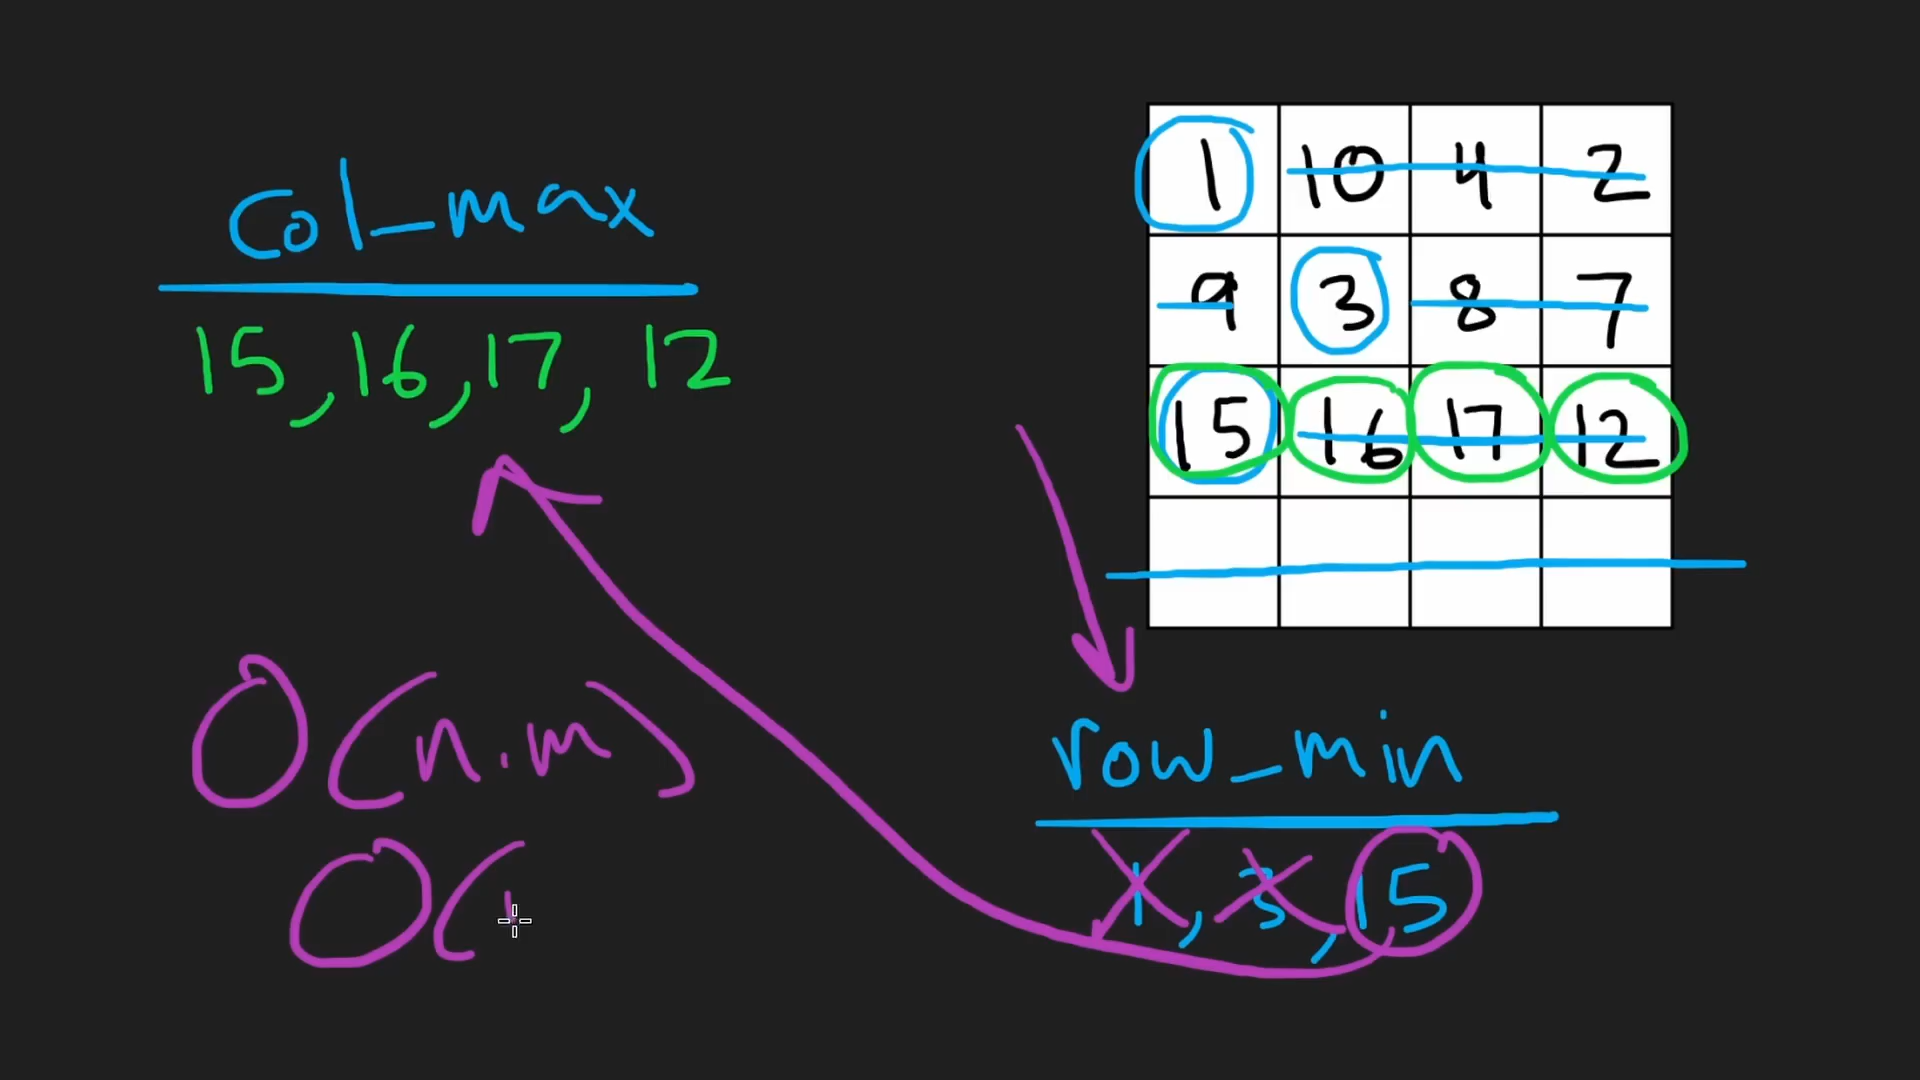 col_max
15, 16, 17, 12
1 10 4 2
9 3 8 7
15 16 17 12
O(n.m)
O(
row_min
1, 3, 15